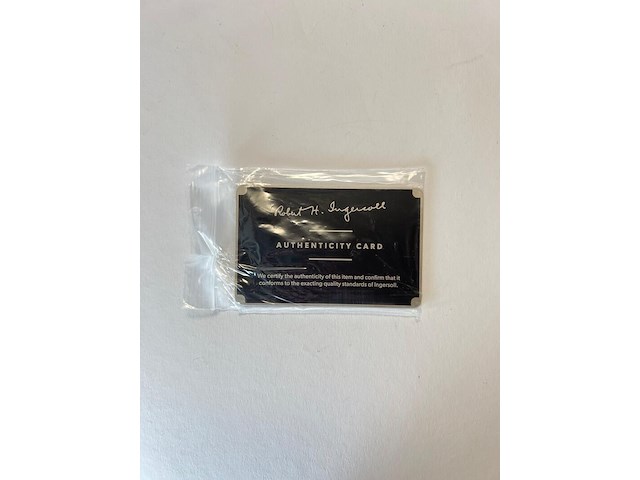 Robert H. Ingersoll
AUTHENTICITY CARD
We certify the authenticity of this item and confirm that it
conforms to the exacting quality standards of Ingersoll.